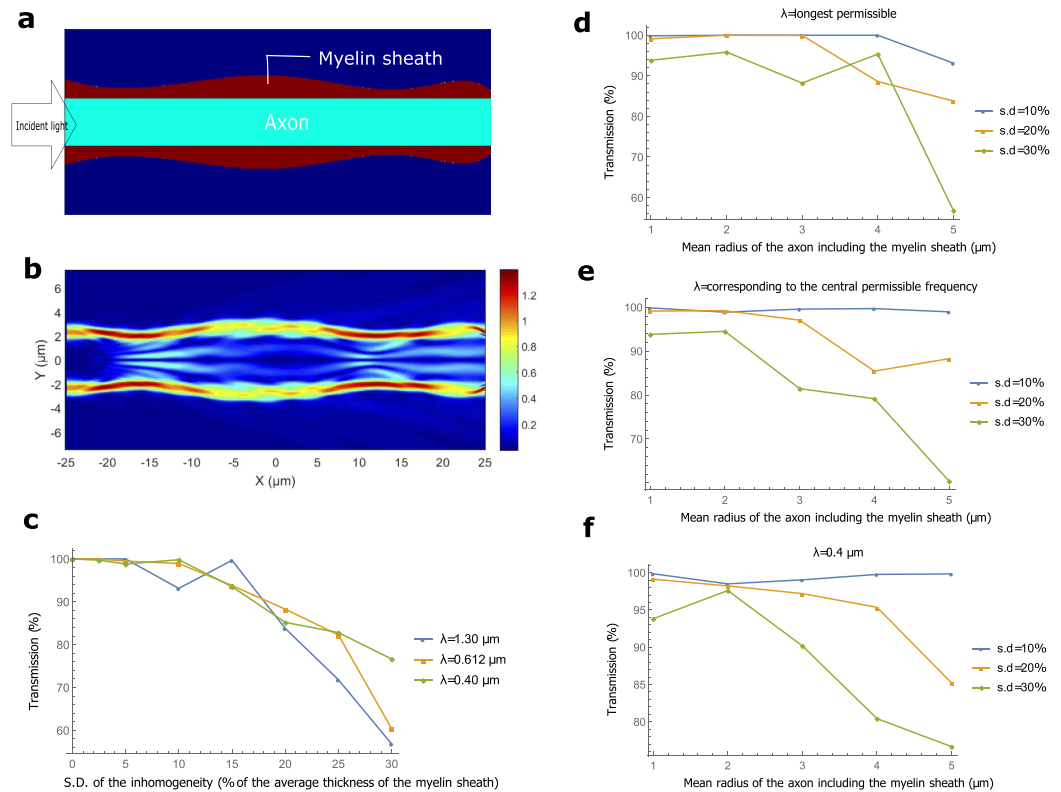 a
Myelin sheath
Incident light
Axon
b
6
4
2
0
-2
-4
-6
Y (µm)
-25 -20 -15 -10 -5 0 5 10 15 20 25
X (µm)
1.2
1
0.8
0.6
0.4
0.2
c
100
90
80
70
60
Transmission (%)
0 5 10 15 20 25 30
S.D. of the inhomogeneity (% of the average thickness of the myelin sheath)
λ=1.30 µm
λ=0.612 µm
λ=0.40 µm
d
λ=longest permissible
100
90
80
70
60
Transmission (%)
1 2 3 4 5
Mean radius of the axon including the myelin sheath (µm)
s.d=10%
s.d=20%
s.d=30%
e
λ=corresponding to the central permissible frequency
100
90
80
70
Transmission (%)
1 2 3 4 5
Mean radius of the axon including the myelin sheath (µm)
s.d=10%
s.d=20%
s.d=30%
f
λ=0.4 µm
100
95
90
85
80
Transmission (%)
1 2 3 4 5
Mean radius of the axon including the myelin sheath (µm)
s.d=10%
s.d=20%
s.d=30%